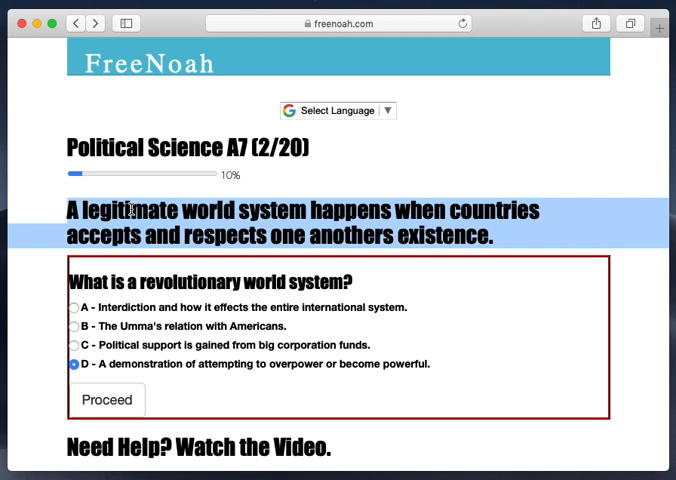 freenoah.com
FreeNoah
Select Language
Political Science A7 (2/20)
10%
A legitimate world system happens when countries
accepts and respects one anothers existence.
What is a revolutionary world system?
A - Interdiction and how it effects the entire international system.
B - The Umma's relation with Americans.
C - Political support is gained from big corporation funds.
D - A demonstration of attempting to overpower or become powerful.
Proceed
Need Help? Watch the Video.